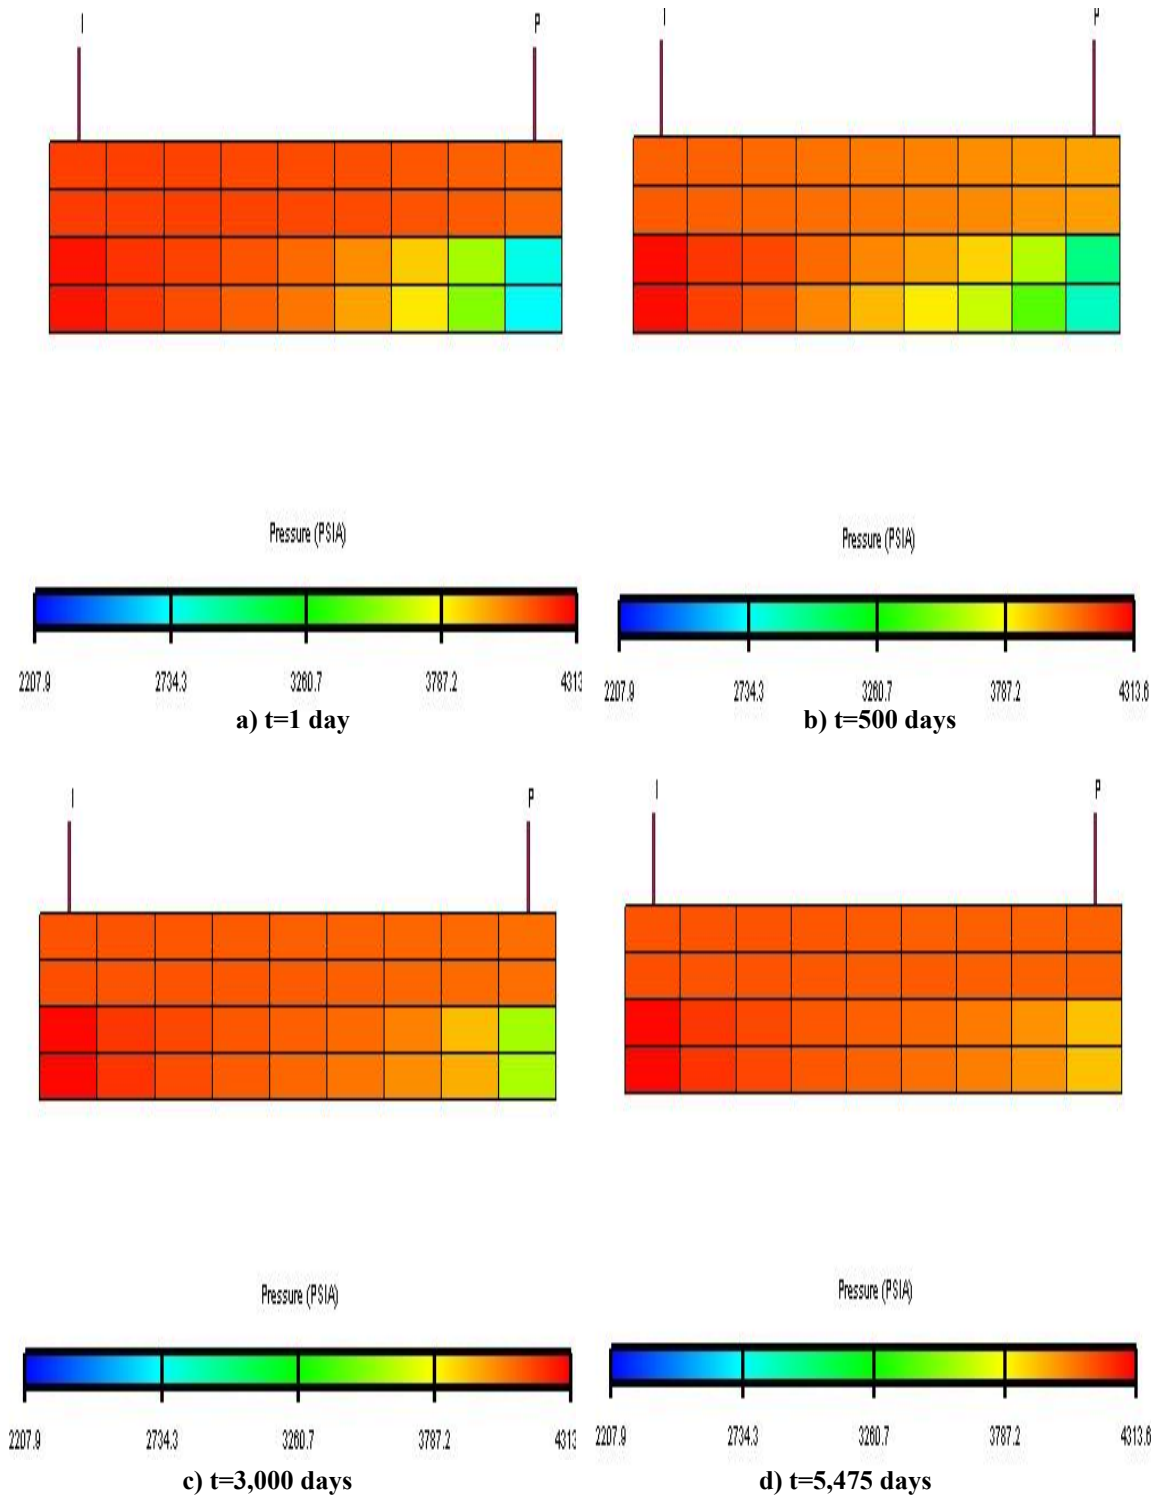 I P
I P
Pressure (PSIA)
2207.9 2734.3 3260.7 3787.2 4313
a) t=1 day
Pressure (PSIA)
2207.9 2734.3 3260.7 3787.2 4313.6
b) t=500 days
I P
I P
Pressure (PSIA)
2207.9 2734.3 3260.7 3787.2 4313
c) t=3,000 days
Pressure (PSIA)
2207.9 2734.3 3260.7 3787.2 4313.6
d) t=5,475 days